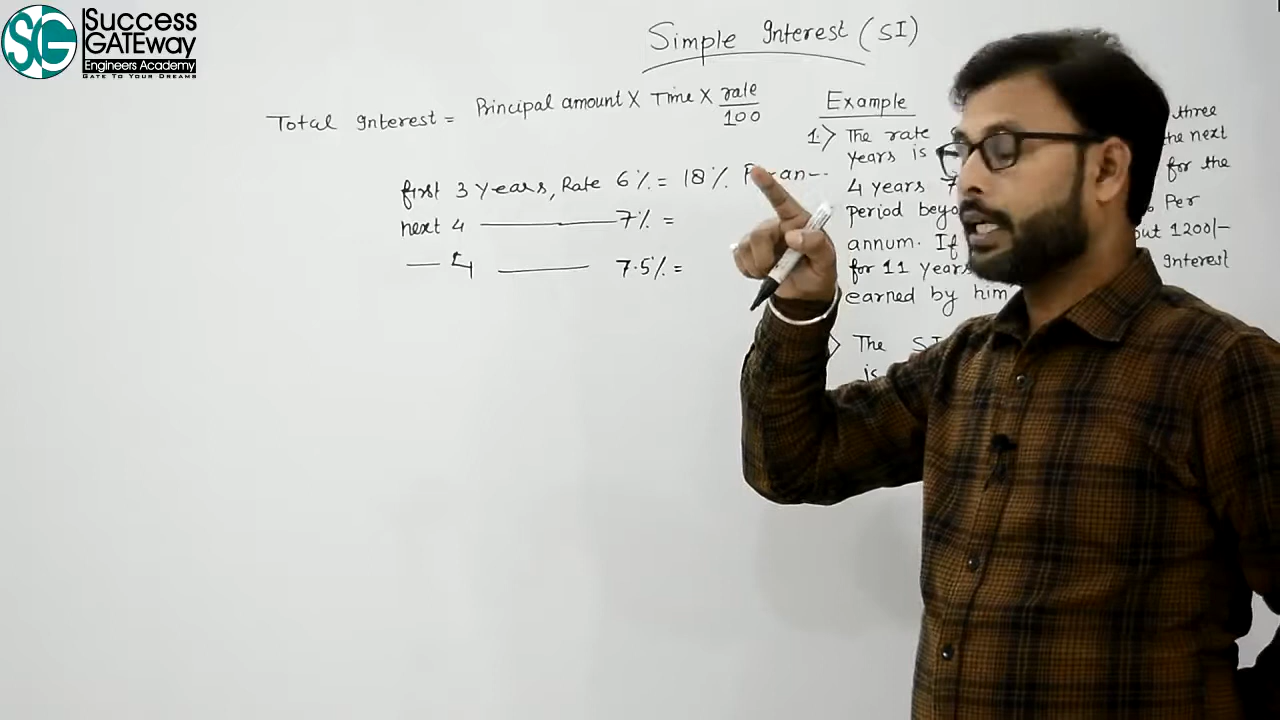 Success
GATEway
Engineers Academy
GATE TO YOUR DREAMS
SG
Simple Interest (SI)
Total Interest = Principal amount X Time X rate
100
first 3 years, Rate 6% = 18%
next 4 7% =
4 7.5% =
Example
1.> The rate three
years is the next
4 years 7 for the
period Per
annum. If 1200/-
for 11 years Interest
earned by him
The SI
is